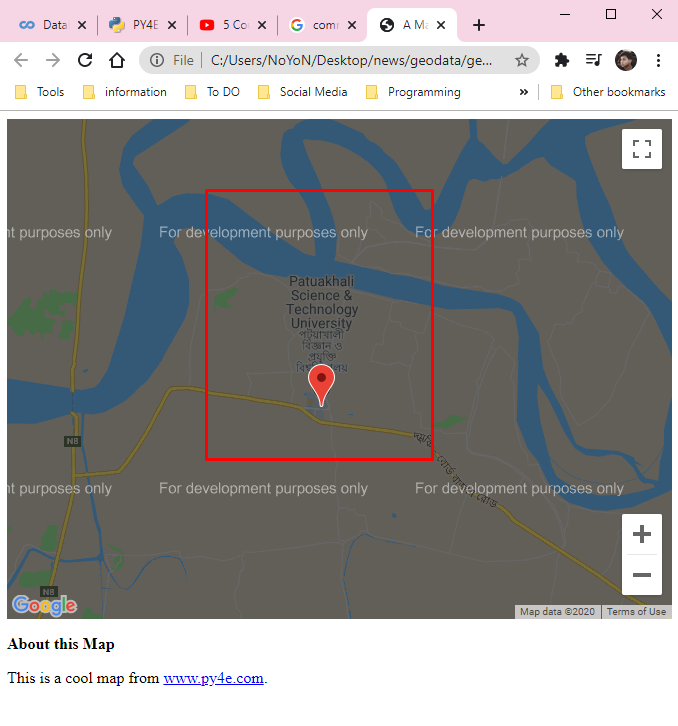 Data
PY4E
5 Co
com
A Ma
File
C:/Users/NoYoN/Desktop/news/geodata/ge...
Tools
information
To DO
Social Media
Programming
»
Other bookmarks
nt purposes only
For development purposes only
For development purposes only
Patuakhali
Science &
Technology
University
পটুয়াখালী
বিজ্ঞান ও
প্রযুক্তি
N8
nt purposes only
For development purposes only
For development purposes only
N8
Google
Map data ©2020
Terms of Use
About this Map
This is a cool map from www.py4e.com.